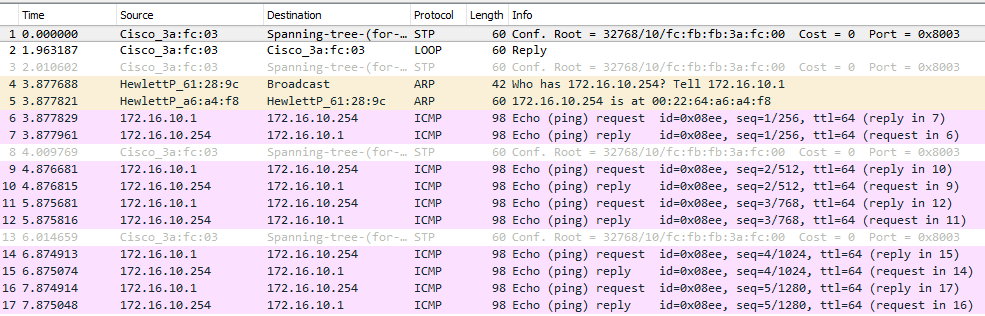 Time Source Destination Protocol Length Info
1 0.000000 Cisco_3a:fc:03 Spanning-tree-(for-… STP 60 Conf. Root = 32768/10/fc:fb:fb:3a:fc:00 Cost = 0 Port = 0x8003
2 1.963187 Cisco_3a:fc:03 Cisco_3a:fc:03 LOOP 60 Reply
3 2.010602 Cisco_3a:fc:03 Spanning-tree-(for-… STP 60 Conf. Root = 32768/10/fc:fb:fb:3a:fc:00 Cost = 0 Port = 0x8003
4 3.877688 HewlettP_61:28:9c Broadcast ARP 42 Who has 172.16.10.254? Tell 172.16.10.1
5 3.877821 HewlettP_a6:a4:f8 HewlettP_61:28:9c ARP 60 172.16.10.254 is at 00:22:64:a6:a4:f8
6 3.877829 172.16.10.1 172.16.10.254 ICMP 98 Echo (ping) request id=0x08ee, seq=1/256, ttl=64 (reply in 7)
7 3.877961 172.16.10.254 172.16.10.1 ICMP 98 Echo (ping) reply id=0x08ee, seq=1/256, ttl=64 (request in 6)
8 4.009769 Cisco_3a:fc:03 Spanning-tree-(for-… STP 60 Conf. Root = 32768/10/fc:fb:fb:3a:fc:00 Cost = 0 Port = 0x8003
9 4.876681 172.16.10.1 172.16.10.254 ICMP 98 Echo (ping) request id=0x08ee, seq=2/512, ttl=64 (reply in 10)
10 4.876815 172.16.10.254 172.16.10.1 ICMP 98 Echo (ping) reply id=0x08ee, seq=2/512, ttl=64 (request in 9)
11 5.875681 172.16.10.1 172.16.10.254 ICMP 98 Echo (ping) request id=0x08ee, seq=3/768, ttl=64 (reply in 12)
12 5.875816 172.16.10.254 172.16.10.1 ICMP 98 Echo (ping) reply id=0x08ee, seq=3/768, ttl=64 (request in 11)
13 6.014659 Cisco_3a:fc:03 Spanning-tree-(for-… STP 60 Conf. Root = 32768/10/fc:fb:fb:3a:fc:00 Cost = 0 Port = 0x8003
14 6.874913 172.16.10.1 172.16.10.254 ICMP 98 Echo (ping) request id=0x08ee, seq=4/1024, ttl=64 (reply in 15)
15 6.875074 172.16.10.254 172.16.10.1 ICMP 98 Echo (ping) reply id=0x08ee, seq=4/1024, ttl=64 (request in 14)
16 7.874914 172.16.10.1 172.16.10.254 ICMP 98 Echo (ping) request id=0x08ee, seq=5/1280, ttl=64 (reply in 17)
17 7.875048 172.16.10.254 172.16.10.1 ICMP 98 Echo (ping) reply id=0x08ee, seq=5/1280, ttl=64 (request in 16)